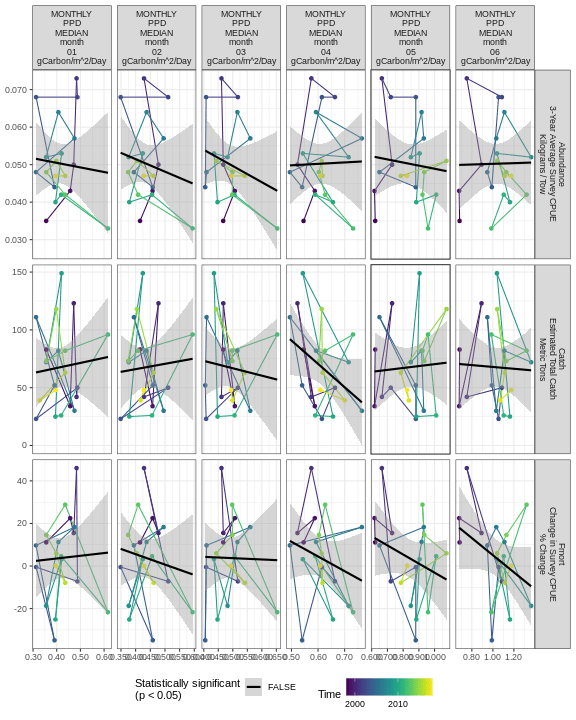 MONTHLY
PPD
MEDIAN
month
01
gCarbon/m^2/Day
MONTHLY
PPD
MEDIAN
month
02
gCarbon/m^2/Day
MONTHLY
PPD
MEDIAN
month
03
gCarbon/m^2/Day
MONTHLY
PPD
MEDIAN
month
04
gCarbon/m^2/Day
MONTHLY
PPD
MEDIAN
month
05
gCarbon/m^2/Day
MONTHLY
PPD
MEDIAN
month
06
gCarbon/m^2/Day
0.070
0.060
0.050
0.040
0.030
Abundance
3-Year Average Survey CPUE
Kilograms / Tow
150
100
50
0
Catch
Estimated Total Catch
Metric Tons
40
20
0
-20
Fmort
Change in Survey CPUE
% Change
0.30 0.40 0.50 0.60
0.50 0.60 0.70
0.80 1.00 1.20
Statistically significant
(p < 0.05)
FALSE
Time
2000 2010